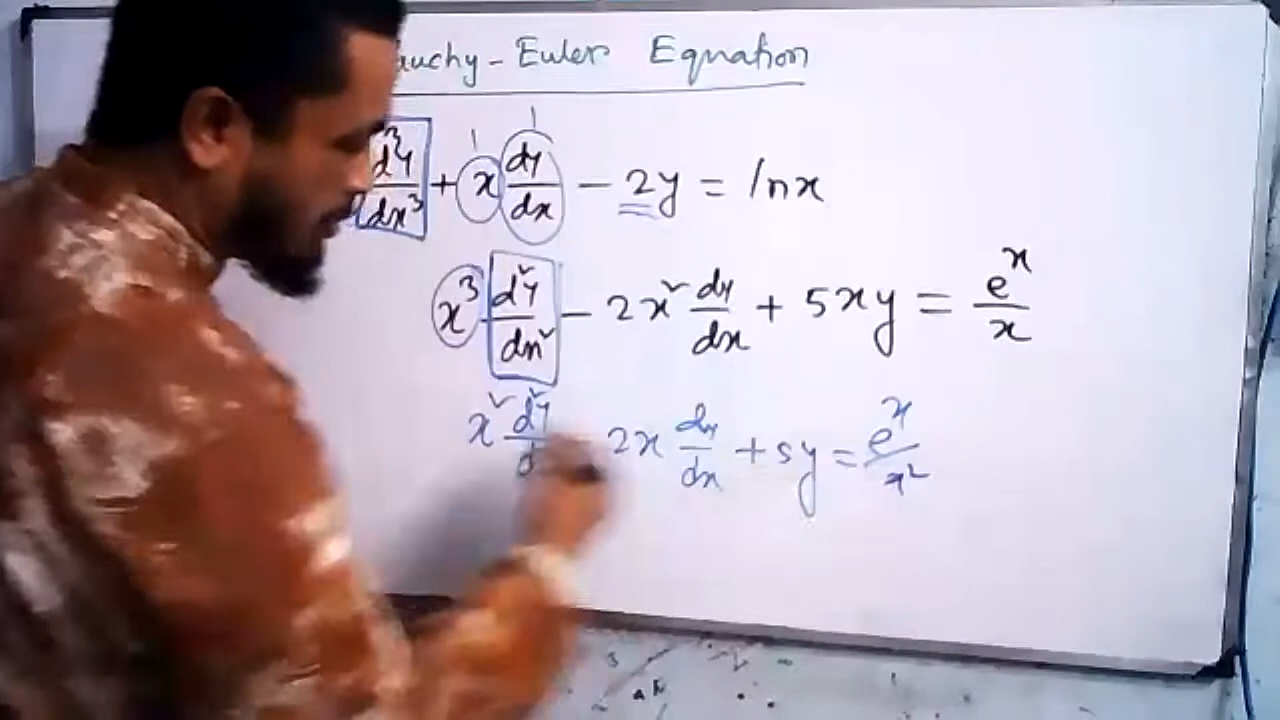 auchy-Euler Equation
d³y/dx³ + x dy/dx - 2y = lnx
x³ d²y/dx² - 2x² dy/dx + 5xy = eˣ/x
x² d²y/d 2x dy/dx + 5y = eˣ/x²